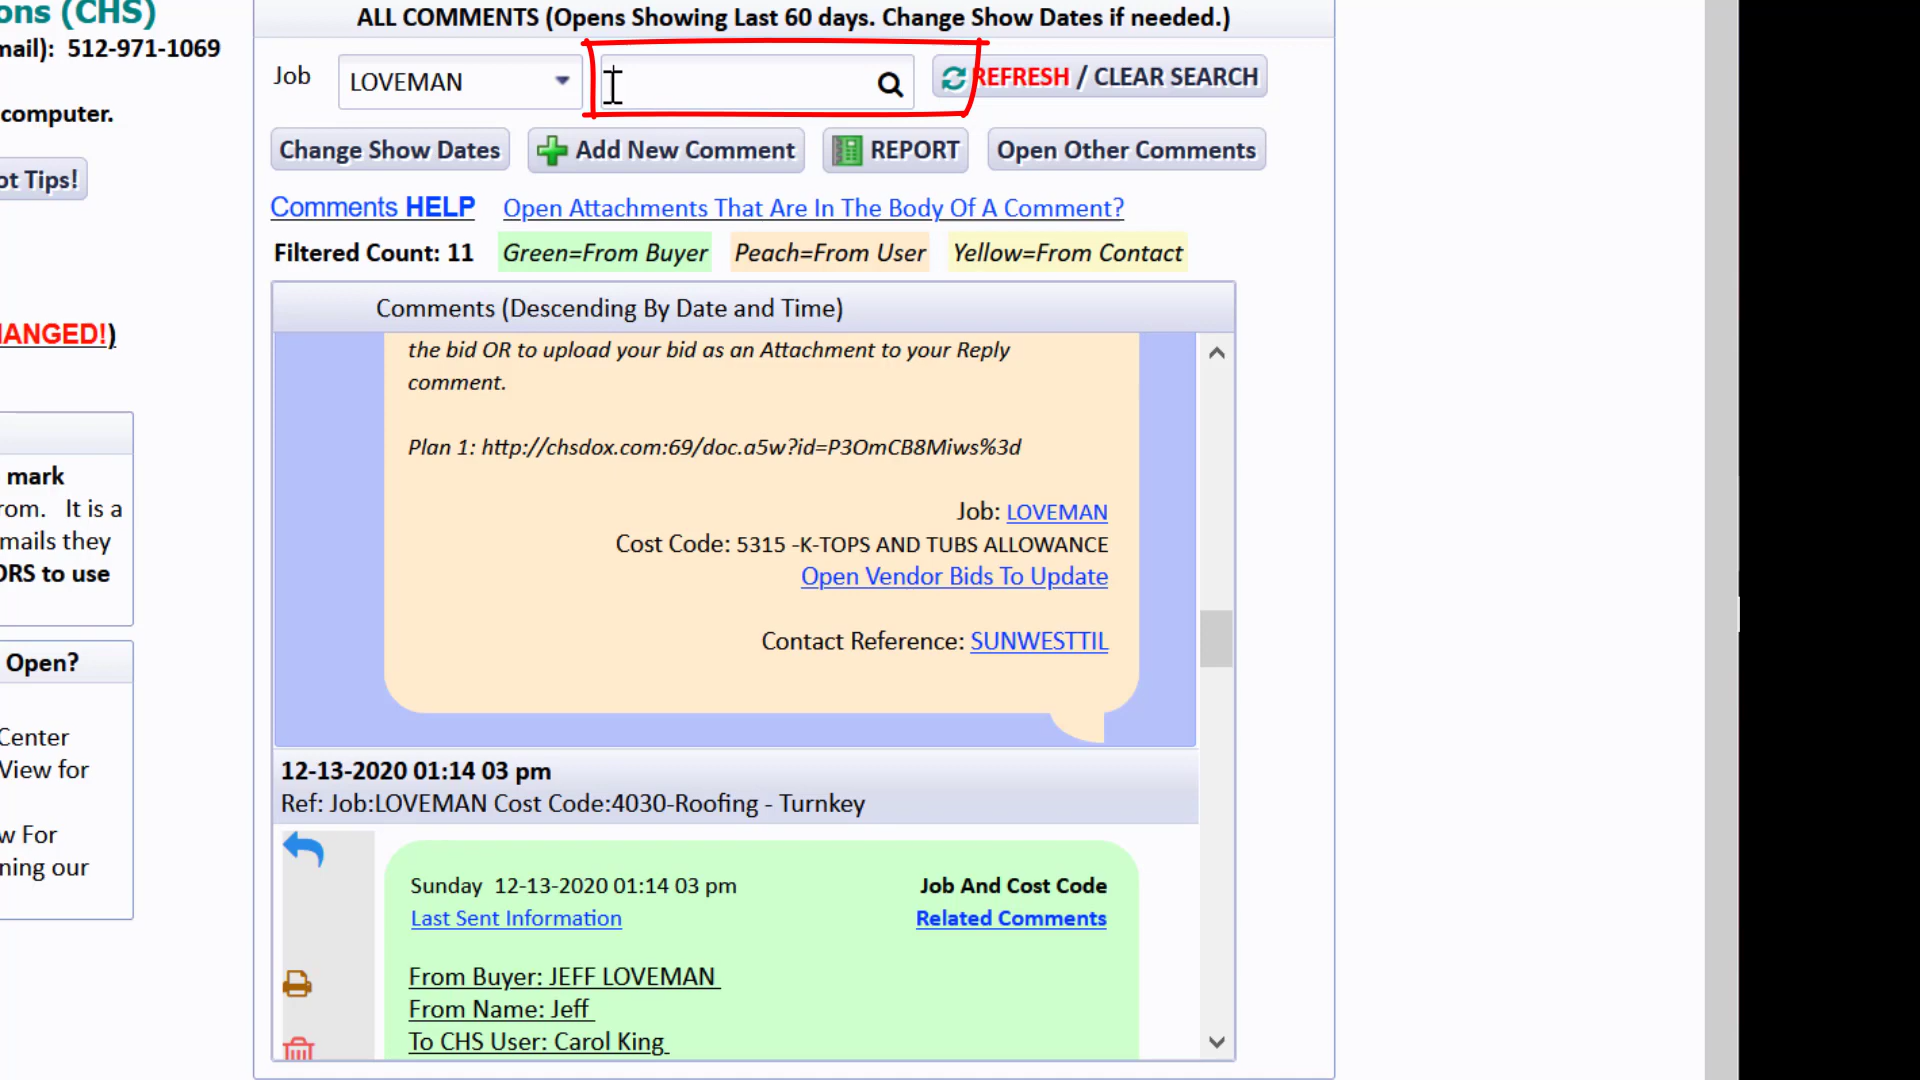 ons (CHS)
mail): 512-971-1069
computer.
ot Tips!
HANGED!)
mark
rom. It is a
mails they
ORS to use
Open?
Center
View for
w For
ning our
ALL COMMENTS (Opens Showing Last 60 days. Change Show Dates if needed.)
Job LOVEMAN REFRESH / CLEAR SEARCH
Change Show Dates Add New Comment REPORT Open Other Comments
Comments HELP Open Attachments That Are In The Body Of A Comment?
Filtered Count: 11 Green=From Buyer Peach=From User Yellow=From Contact
Comments (Descending By Date and Time)
the bid OR to upload your bid as an Attachment to your Reply
comment.
Plan 1: http://chsdox.com:69/doc.a5w?id=P3OmCB8Miws%3d
Job: LOVEMAN
Cost Code: 5315 -K-TOPS AND TUBS ALLOWANCE
Open Vendor Bids To Update
Contact Reference: SUNWESTTIL
12-13-2020 01:14 03 pm
Ref: Job:LOVEMAN Cost Code:4030-Roofing - Turnkey
Sunday 12-13-2020 01:14 03 pm Job And Cost Code
Last Sent Information Related Comments
From Buyer: JEFF LOVEMAN
From Name: Jeff
To CHS User: Carol King